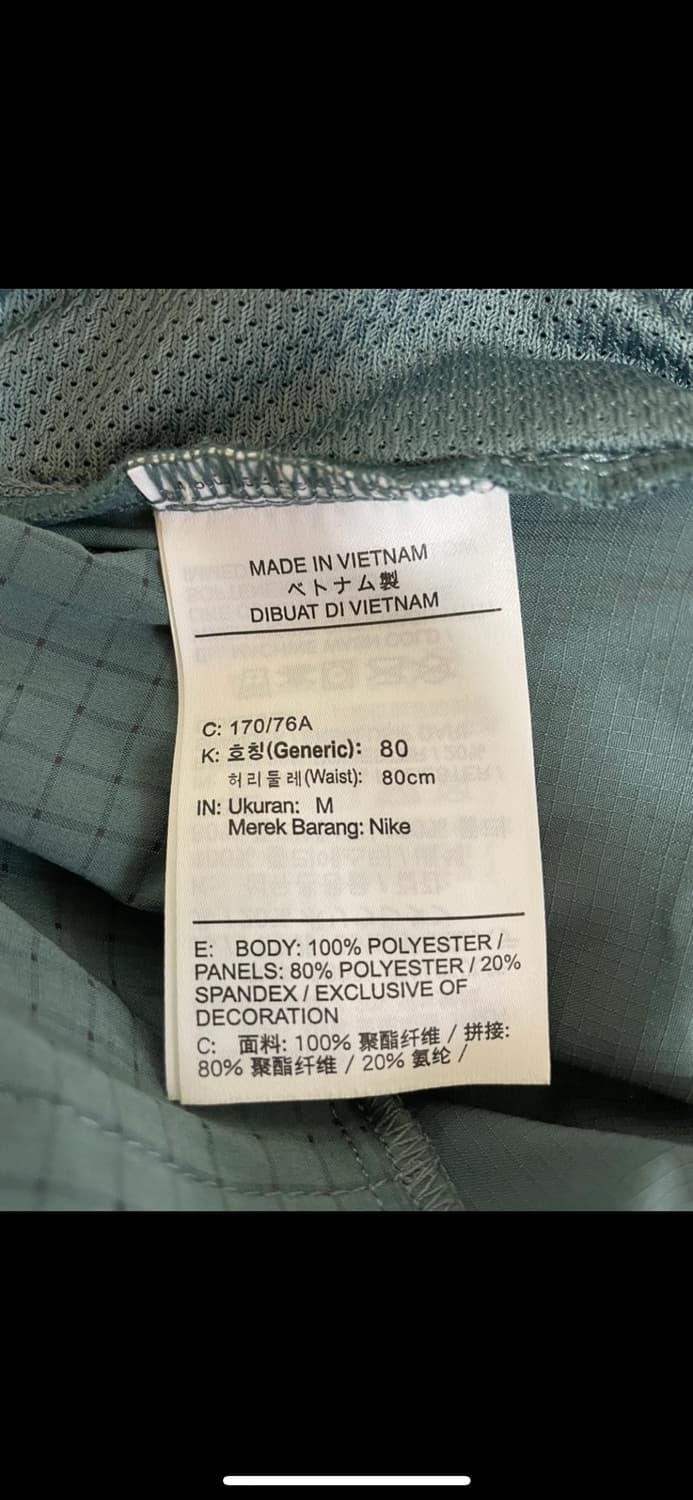 MADE IN VIETNAM
ベトナム製
DIBUAT DI VIETNAM
C: 170/76A
K: 호칭(Generic): 80
허리둘레(Waist): 80cm
IN: Ukuran: M
Merek Barang: Nike
E: BODY: 100% POLYESTER /
PANELS: 80% POLYESTER / 20%
SPANDEX / EXCLUSIVE OF
DECORATION
C: 面料: 100% 聚酯纤维 / 拼接:
80% 聚酯纤维 / 20% 氨纶 /